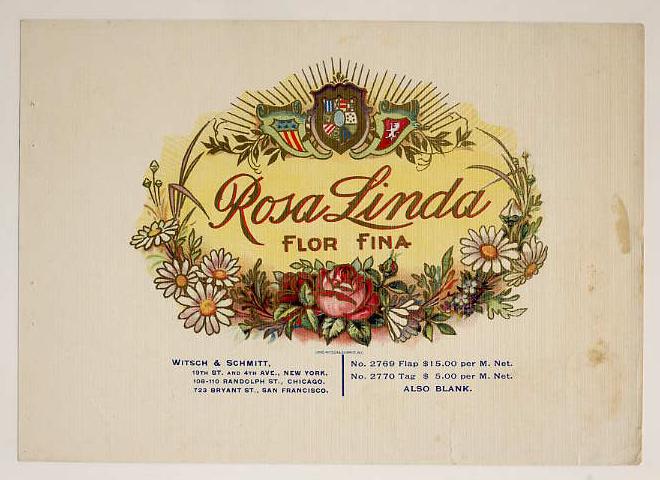 Rosa Linda
FLOR FINA
WITSCH & SCHMITT,
19TH ST. AND 4TH AVE., NEW YORK.
108-110 RANDOLPH ST., CHICAGO.
723 BRYANT ST., SAN FRANCISCO.
No. 2769 Flap $15.00 per M. Net.
No. 2770 Tag $ 5.00 per M. Net.
ALSO BLANK.